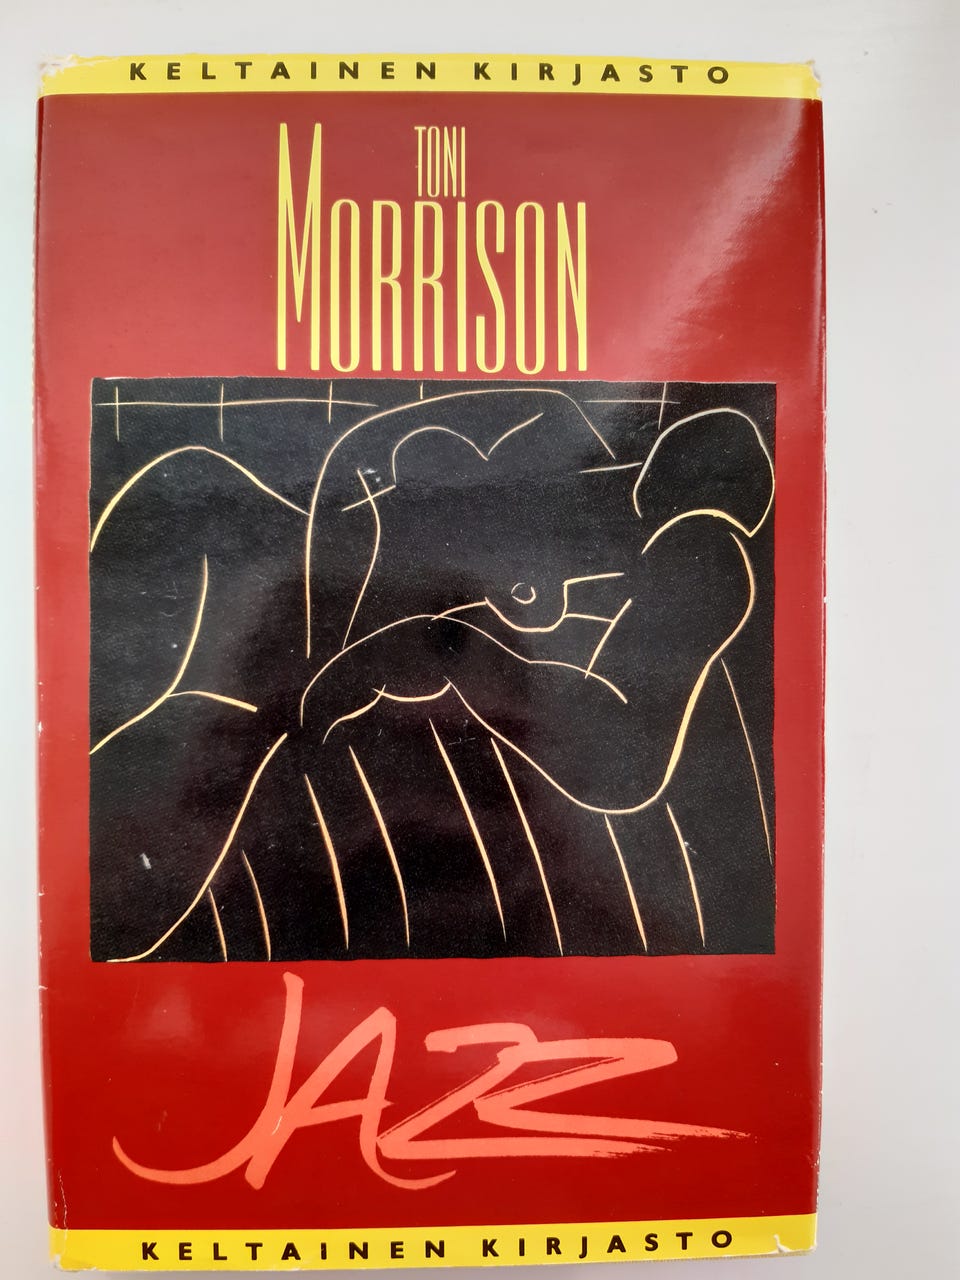 KELTAINEN KIRJASTO
TONI
MORRISON
JAZZ
KELTAINEN KIRJASTO